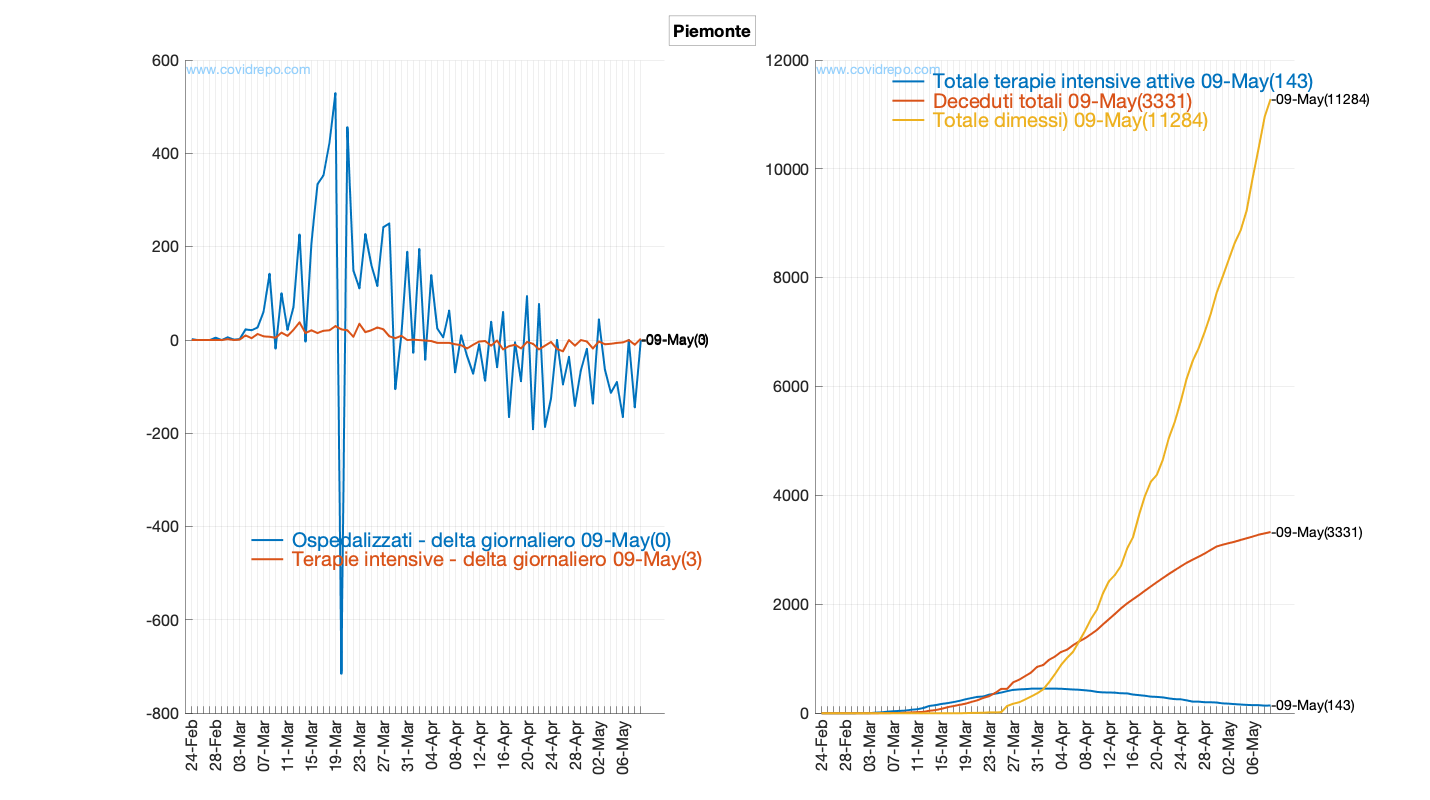 Piemonte
www.covidrepo.com
600
400
200
0
-200
-400
-600
-800
09-May(3)
09-May(0)
Ospedalizzati - delta giornaliero 09-May(0)
Terapie intensive - delta giornaliero 09-May(3)
24-Feb
28-Feb
03-Mar
07-Mar
11-Mar
15-Mar
19-Mar
23-Mar
27-Mar
31-Mar
04-Apr
08-Apr
12-Apr
16-Apr
20-Apr
24-Apr
28-Apr
02-May
06-May
www.covidrepo.com
12000
10000
8000
6000
4000
2000
0
Totale terapie intensive attive 09-May(143)
Deceduti totali 09-May(3331)
Totale dimessi) 09-May(11284)
09-May(11284)
09-May(3331)
09-May(143)
24-Feb
28-Feb
03-Mar
07-Mar
11-Mar
15-Mar
19-Mar
23-Mar
27-Mar
31-Mar
04-Apr
08-Apr
12-Apr
16-Apr
20-Apr
24-Apr
28-Apr
02-May
06-May